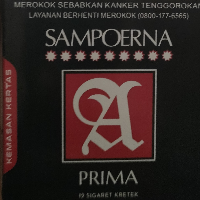 MEROKOK SEBABKAN KANKER TENGGOROKAN
LAYANAN BERHENTI MEROKOK (0800-177-6565)
SAMPOERNA
A
KEMASAN KERTAS
PRIMA
12 SIGARET KRETEK